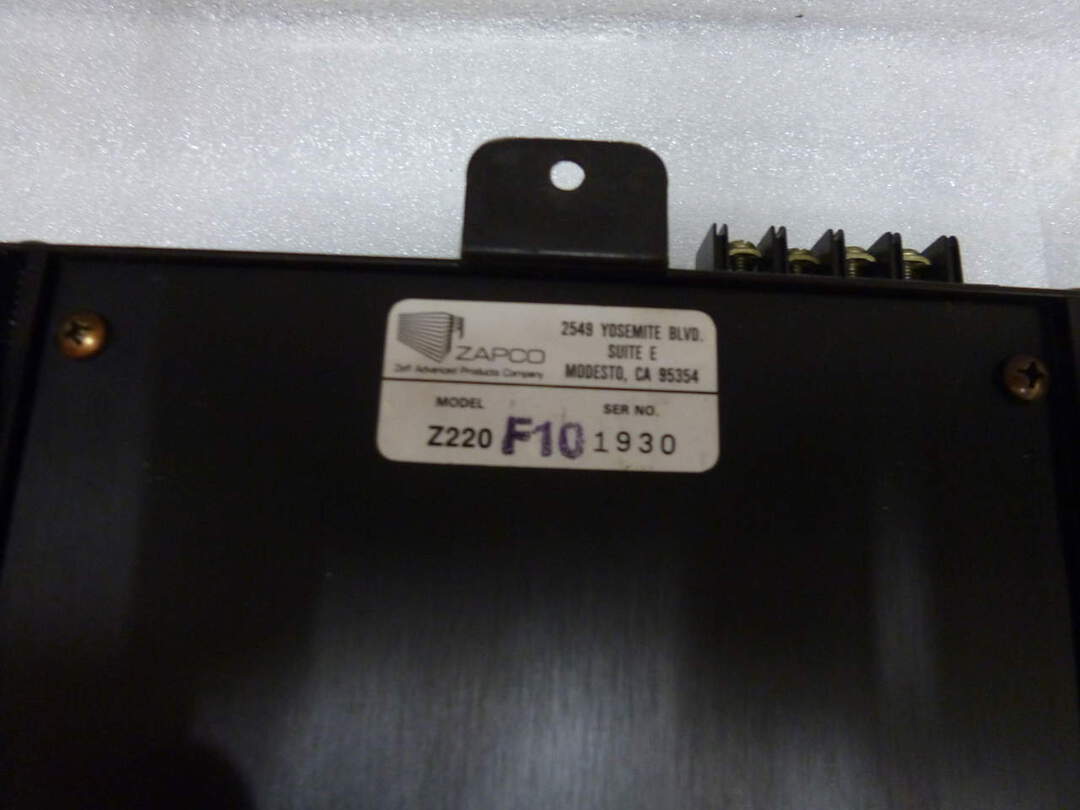 ZAPCO
Zeff Advanced Products Company
2549 YOSEMITE BLVD.
SUITE E
MODESTO, CA 95354
MODEL SER NO.
Z220 F10 1930